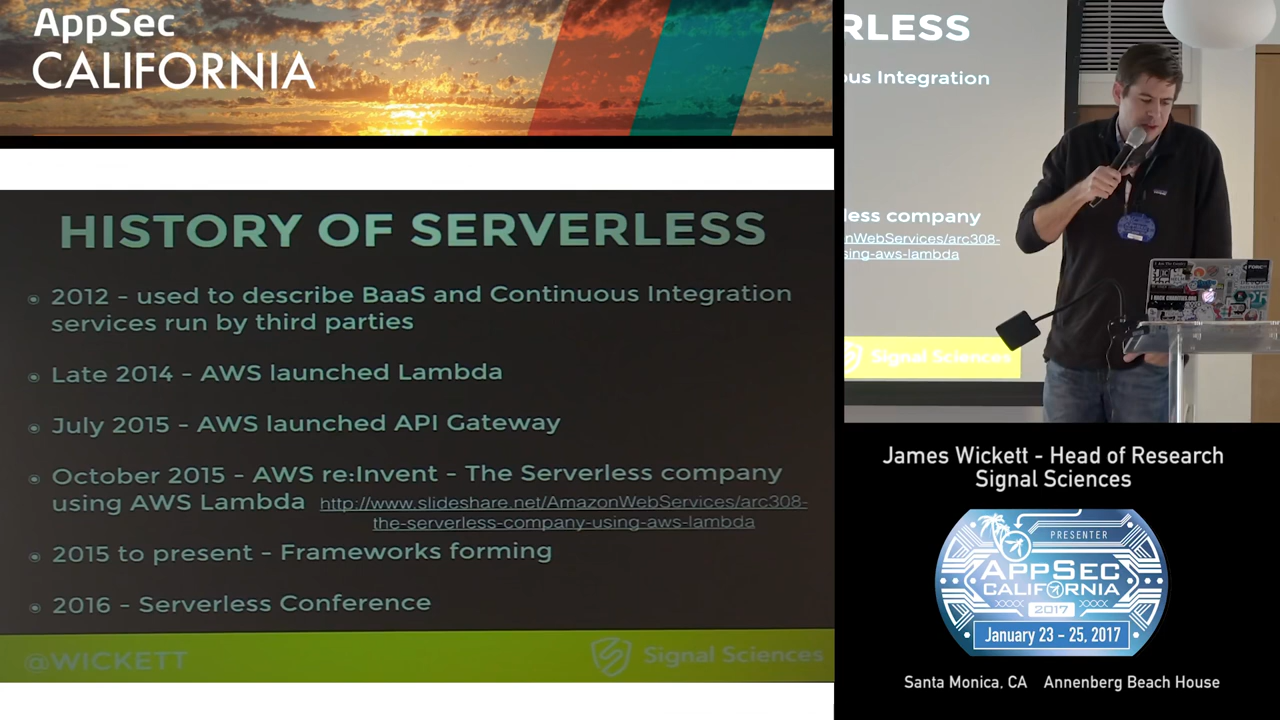 AppSec
CALIFORNIA
HISTORY OF SERVERLESS
2012 - used to describe BaaS and Continuous Integration
services run by third parties
Late 2014 - AWS launched Lambda
July 2015 - AWS launched API Gateway
October 2015 - AWS re:Invent - The Serverless company
using AWS Lambda http://www.slideshare.net/AmazonWebServices/arc308-
the-serverless-company-using-aws-lambda
2015 to present - Frameworks forming
2016 - Serverless Conference
@WICKETT
Signal Sciences
RLESS
ous Integration
less company
onWebServices/arc308-
sing-aws-lambda
Signal Sciences
I HACK CHARITIES.ORG
James Wickett - Head of Research
Signal Sciences
PRESENTER
APPSEC
CALIFORNIA
2017
January 23 - 25, 2017
Santa Monica, CA Annenberg Beach House